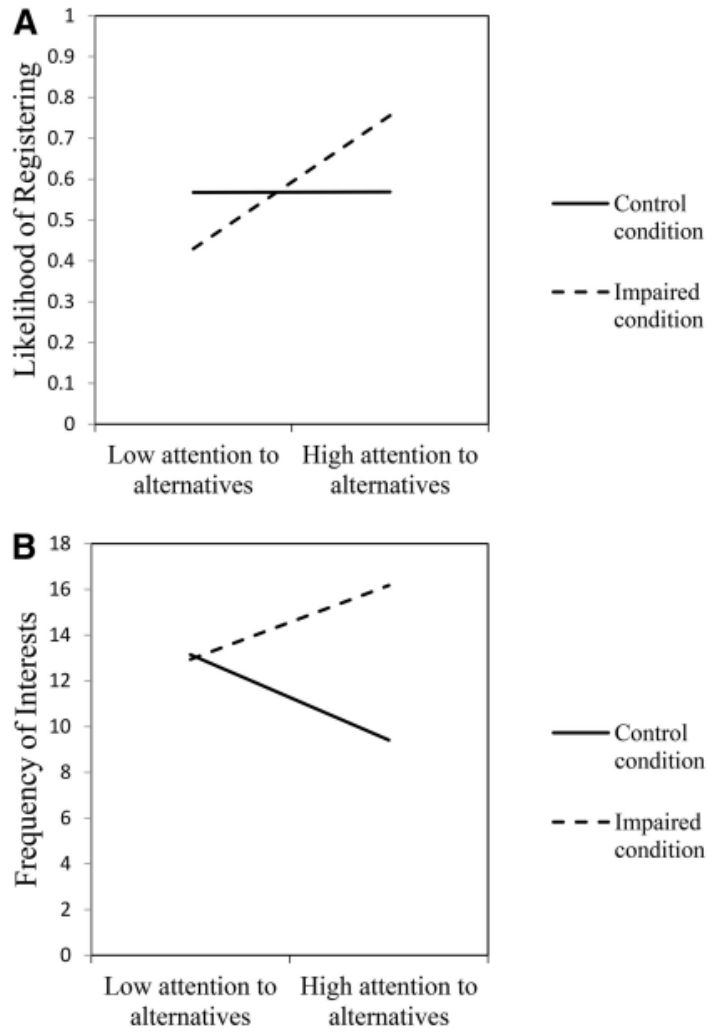 A
Likelihood of Registering
1
0.9
0.8
0.7
0.6
0.5
0.4
0.3
0.2
0.1
0
Low attention to
alternatives
High attention to
alternatives
Control
condition
Impaired
condition
B
Frequency of Interests
18
16
14
12
10
8
6
4
2
0
Low attention to
alternatives
High attention to
alternatives
Control
condition
Impaired
condition